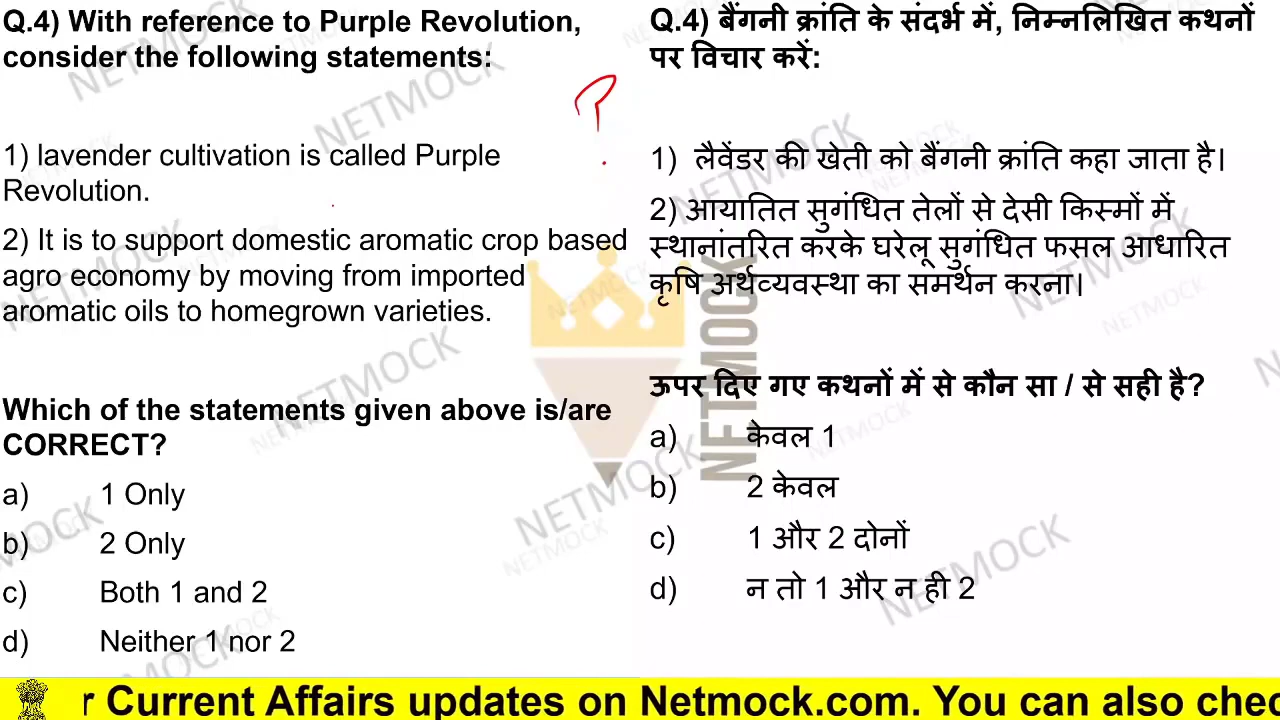 Q.4) With reference to Purple Revolution,
consider the following statements:
1) lavender cultivation is called Purple
Revolution.
2) It is to support domestic aromatic crop based
agro economy by moving from imported
aromatic oils to homegrown varieties.
Which of the statements given above is/are
CORRECT?
a) 1 Only
b) 2 Only
c) Both 1 and 2
d) Neither 1 nor 2
Q.4) बैंगनी क्रांति के संदर्भ में, निम्नलिखित कथनों
पर विचार करें:
1) लैवेंडर की खेती को बैंगनी क्रांति कहा जाता है।
2) आयातित सुगंधित तेलों से देसी किस्मों में
स्थानांतरित करके घरेलू सुगंधित फसल आधारित
कृषि अर्थव्यवस्था का समर्थन करना।
ऊपर दिए गए कथनों में से कौन सा / से सही है?
a) केवल 1
b) 2 केवल
c) 1 और 2 दोनों
d) न तो 1 और न ही 2
?
NETMOCK
r Current Affairs updates on Netmock.com. You can also chec